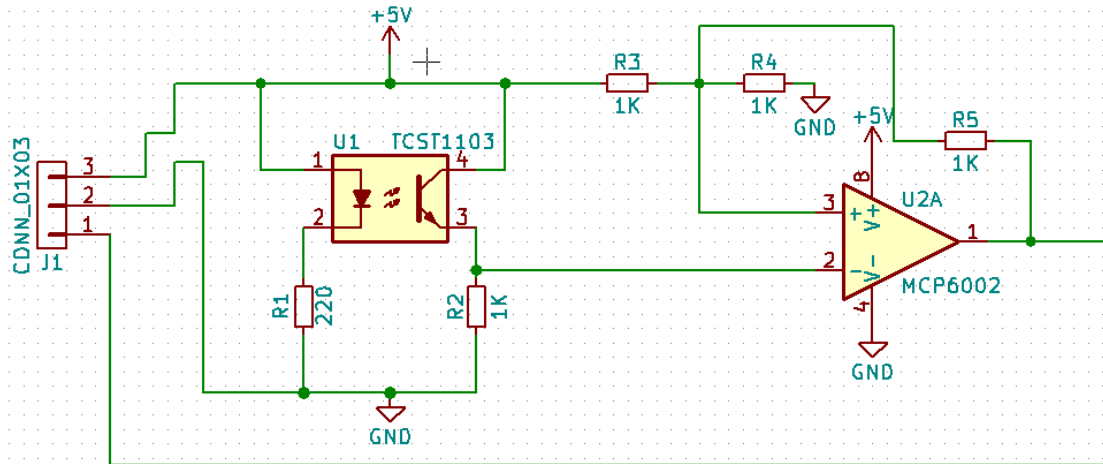 +5V
R3
1K
R4
1K
GND
+5V
R5
1K
U1
TCST1103
1
4
2
3
CONN_01X03
3
2
1
J1
8
U2A
3
+
V+
1
2
-
V-
MCP6002
4
GND
R1
220
R2
1K
GND